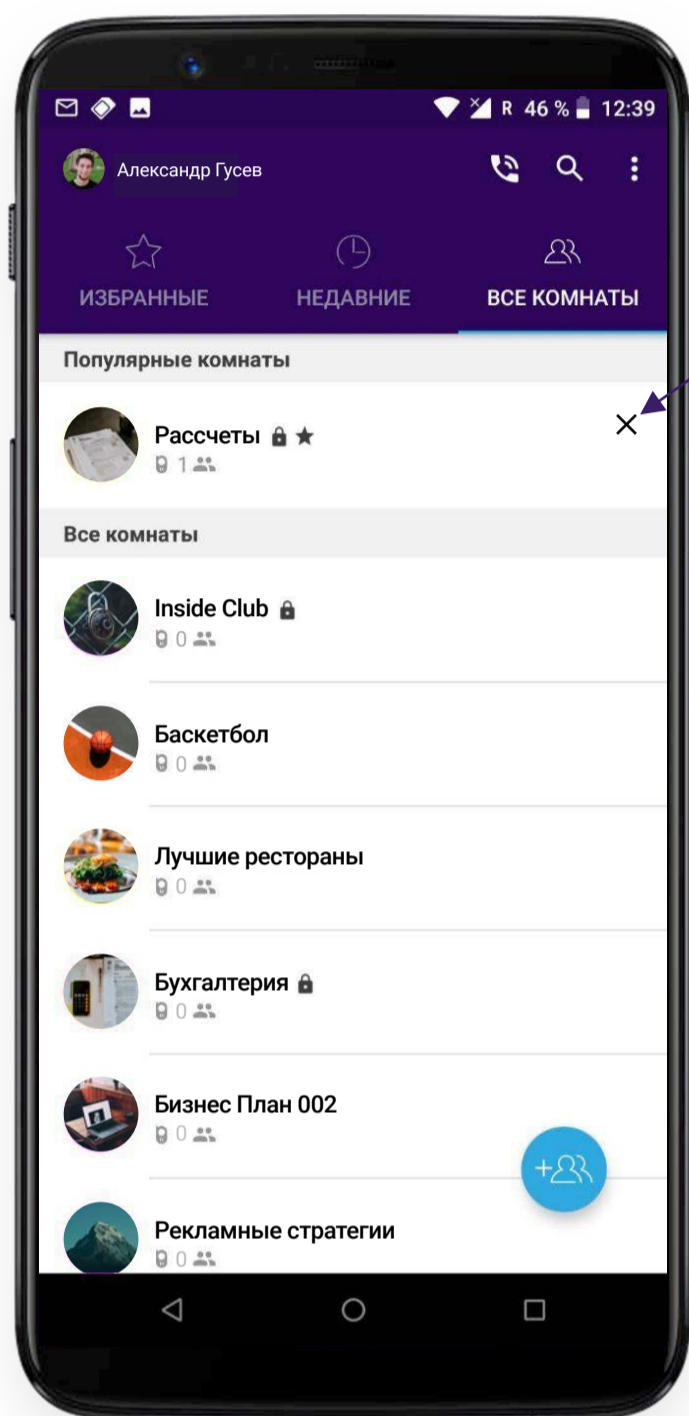 R 46 % 12:39
Александр Гусев
ИЗБРАННЫЕ НЕДАВНИЕ ВСЕ КОМНАТЫ
Популярные комнаты
Рассчеты
1
Все комнаты
Inside Club
0
Баскетбол
0
Лучшие рестораны
0
Бухгалтерия
0
Бизнес План 002
0
Рекламные стратегии
0